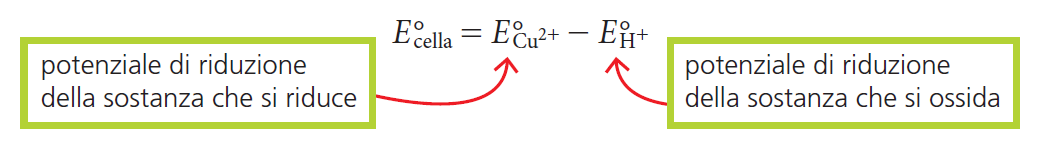 E°cella = E°Cu²⁺ − E°H⁺
potenziale di riduzione
della sostanza che si riduce
potenziale di riduzione
della sostanza che si ossida